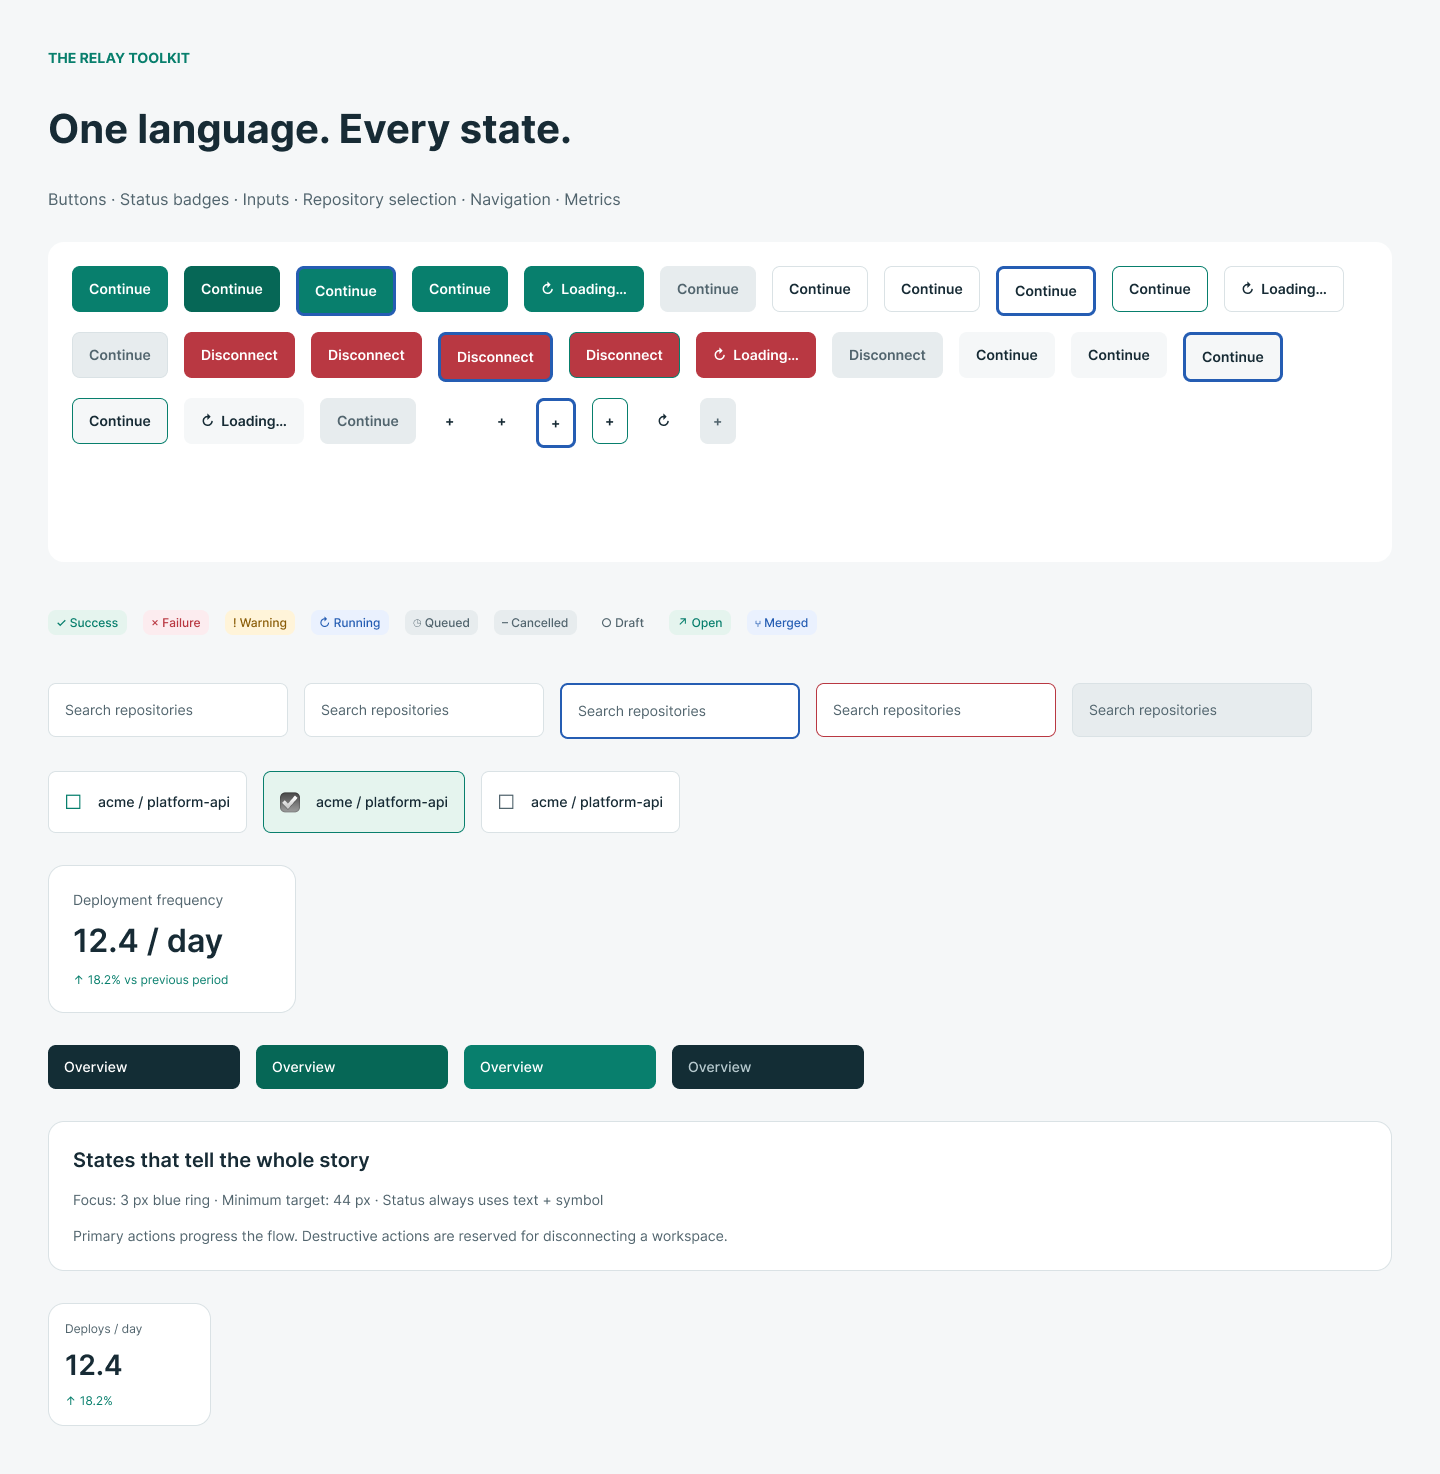 THE RELAY TOOLKIT
One language. Every state.
Buttons · Status badges · Inputs · Repository selection · Navigation · Metrics
Continue Continue Continue Continue ↻ Loading... Continue Continue Continue Continue Continue ↻ Loading...
Continue Disconnect Disconnect Disconnect Disconnect ↻ Loading... Disconnect Continue Continue Continue
Continue ↻ Loading... Continue + + + + ↻ +
✓ Success × Failure ! Warning ↻ Running ◷ Queued – Cancelled ○ Draft ↗ Open ⑂ Merged
Search repositories Search repositories Search repositories Search repositories Search repositories
☐ acme / platform-api ☑ acme / platform-api ☐ acme / platform-api
Deployment frequency
12.4 / day
↑ 18.2% vs previous period
Overview Overview Overview Overview
States that tell the whole story
Focus: 3 px blue ring · Minimum target: 44 px · Status always uses text + symbol
Primary actions progress the flow. Destructive actions are reserved for disconnecting a workspace.
Deploys / day
12.4
↑ 18.2%